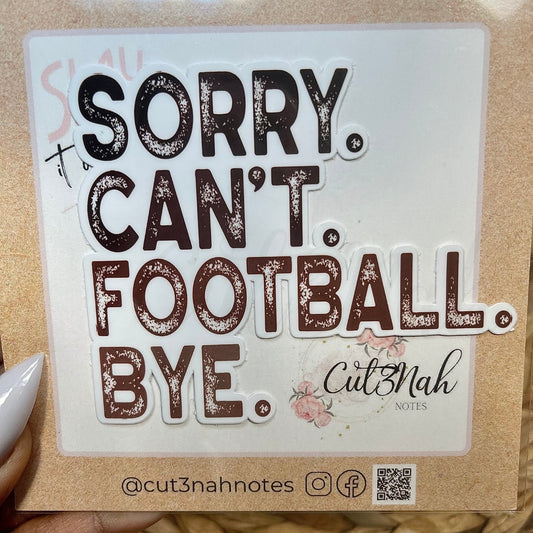 SORRY.
CAN'T.
FOOTBALL.
BYE.
Cut3Nah
NOTES
@cut3nahnotes